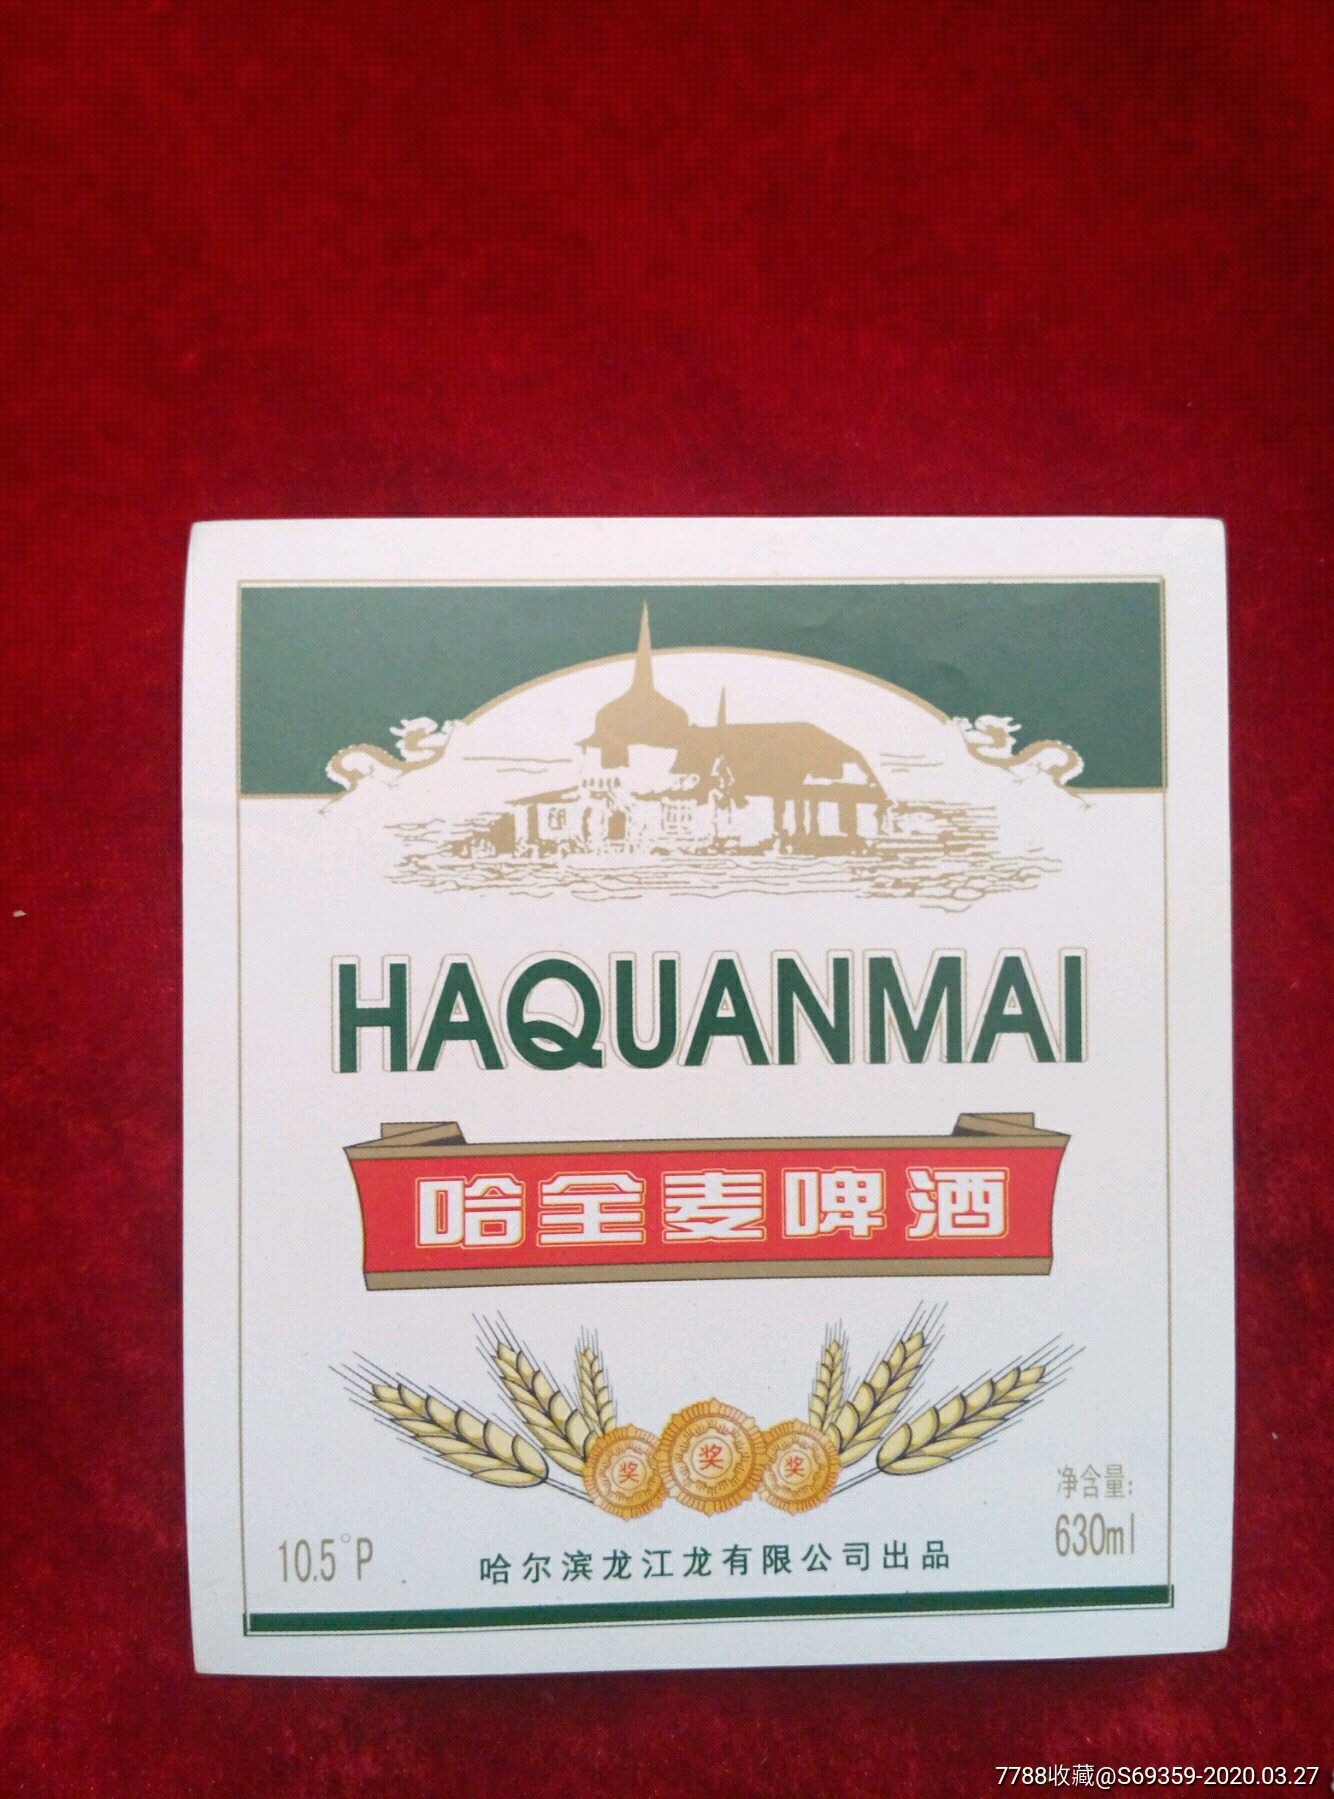 HAQUANMAI
哈全麦啤酒
奖 奖 奖
净含量:
630ml
10.5°P
哈尔滨龙江龙有限公司出品
7788收藏@S69359-2020.03.27